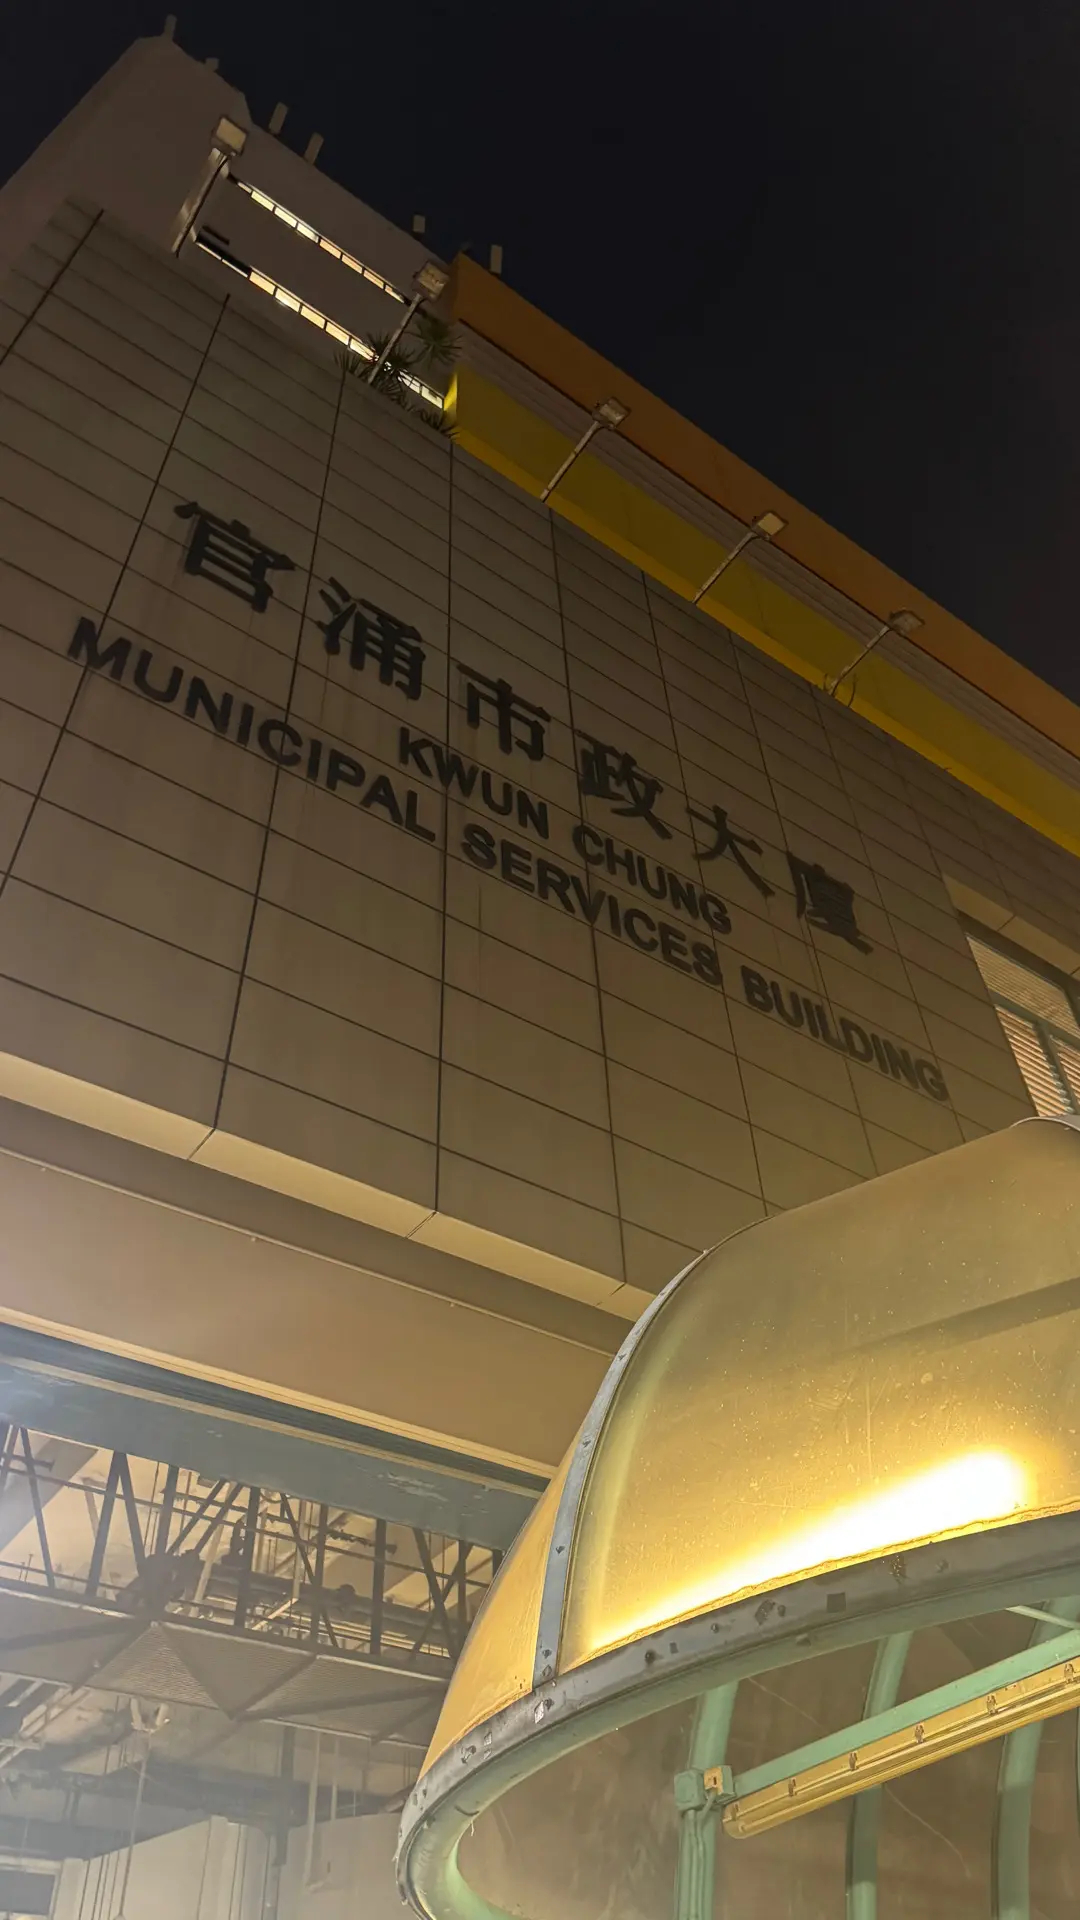 官涌市政大廈
KWUN CHUNG
MUNICIPAL SERVICES BUILDING